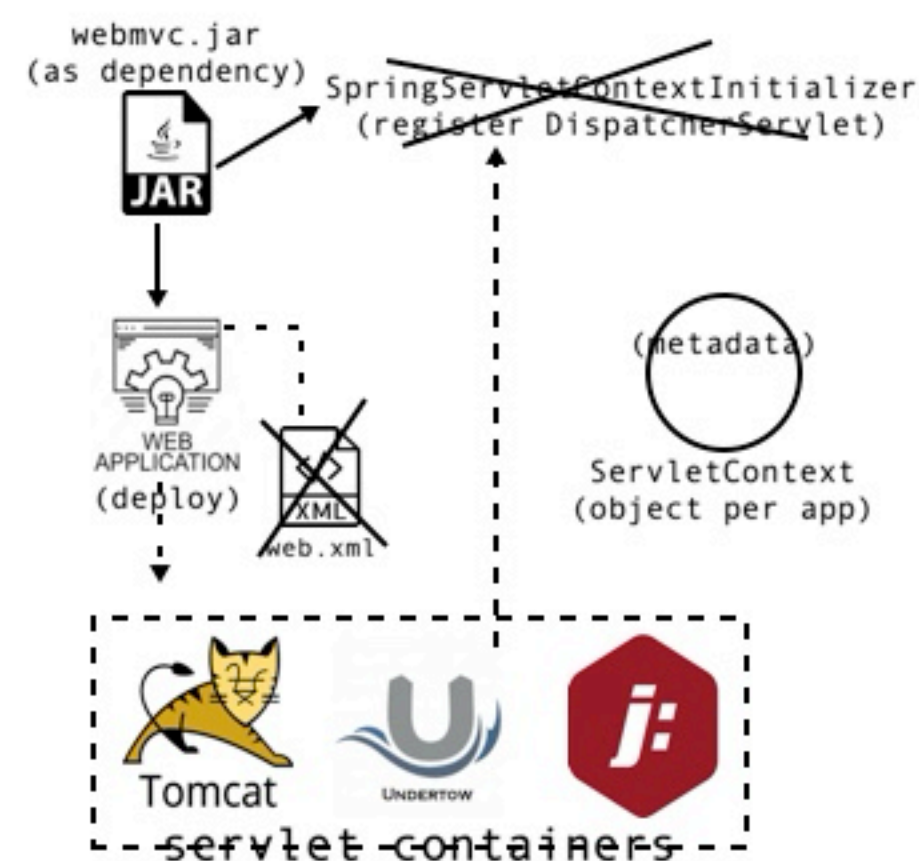 webmvc.jar
(as dependency)
SpringServletContextInitializer
(register DispatcherServlet)
JAR
(metadata)
WEB
APPLICATION
(deploy)
XML
web.xml
ServletContext
(object per app)
Tomcat
U
UNDERTOW
j:
servlet containers